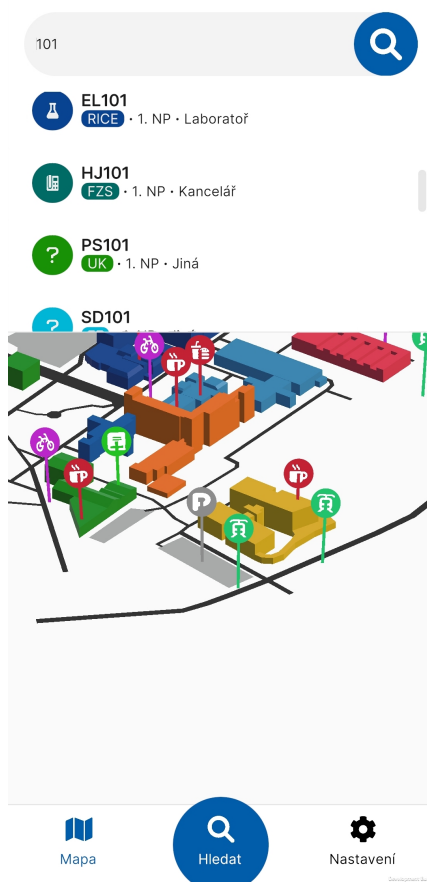 101
EL101
RICE • 1. NP • Laboratoř
HJ101
FZS • 1. NP • Kancelář
PS101
UK • 1. NP • Jiná
SD101
Mapa
Hledat
Nastavení